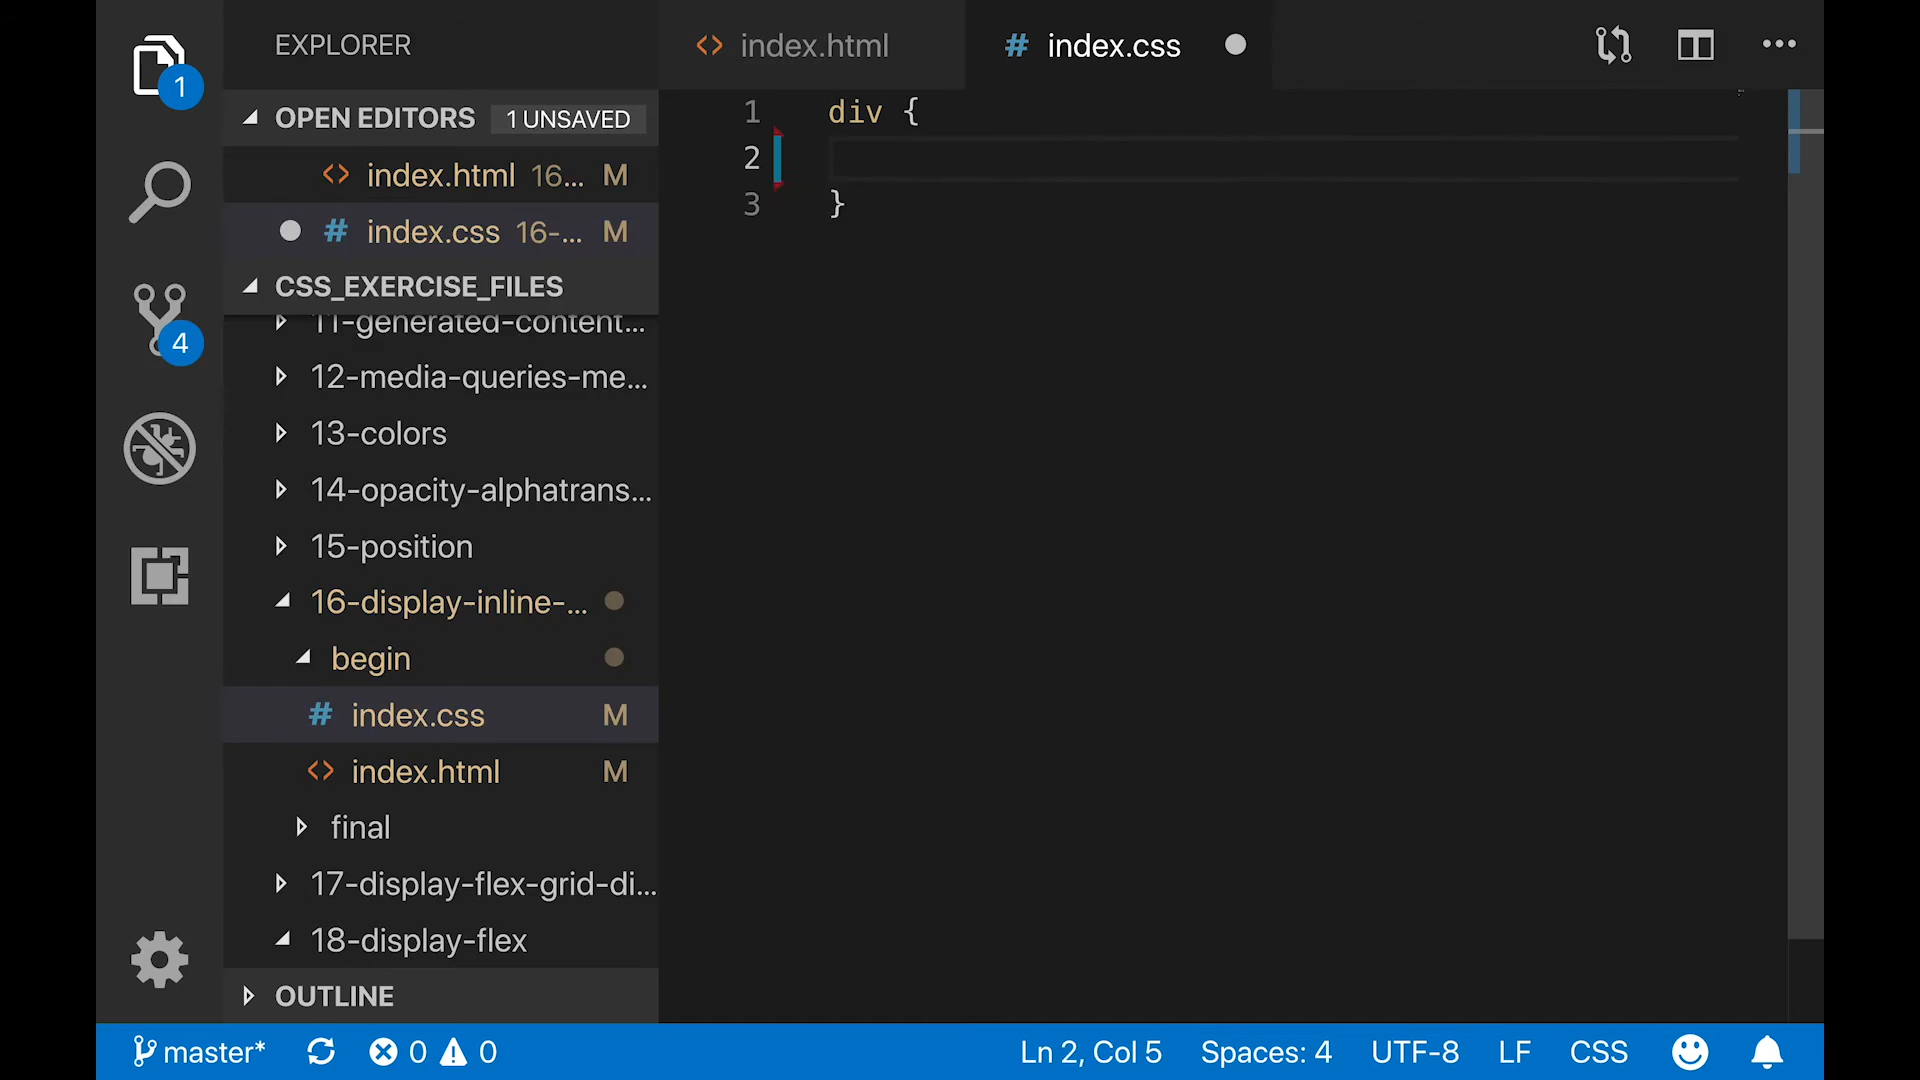 EXPLORER
index.html
# index.css
1
OPEN EDITORS 1 UNSAVED
index.html 16... M
# index.css 16-... M
CSS_EXERCISE_FILES
11-generated-content...
12-media-queries-me...
13-colors
14-opacity-alphatrans...
15-position
16-display-inline-...
begin
# index.css M
index.html M
final
17-display-flex-grid-di...
18-display-flex
OUTLINE
4
1 div {
2
3 }
master* 0 0
Ln 2, Col 5 Spaces: 4 UTF-8 LF CSS